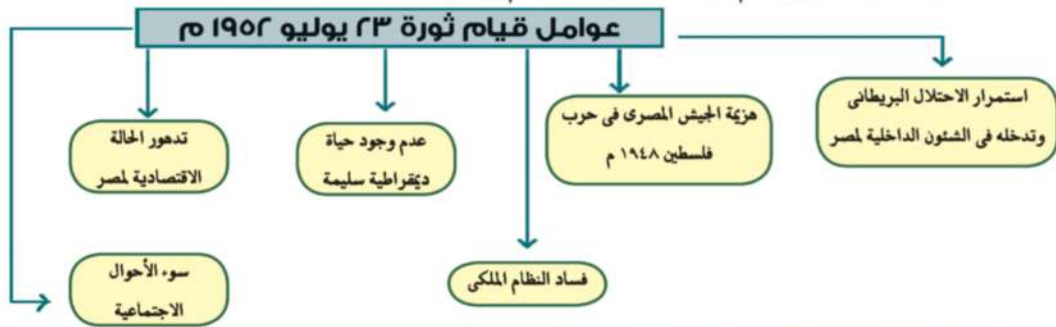 عوامل قيام ثورة ٢٣ يوليو ١٩٥٢ م
استمرار الاحتلال البريطانى
وتدخله فى الشئون الداخلية لمصر
هزيمة الجيش المصرى فى حرب
فلسطين ١٩٤٨ م
عدم وجود حياة
ديمقراطية سليمة
تدهور الحالة
الاقتصادية لمصر
فساد النظام الملكى
سوء الأحوال
الاجتماعية